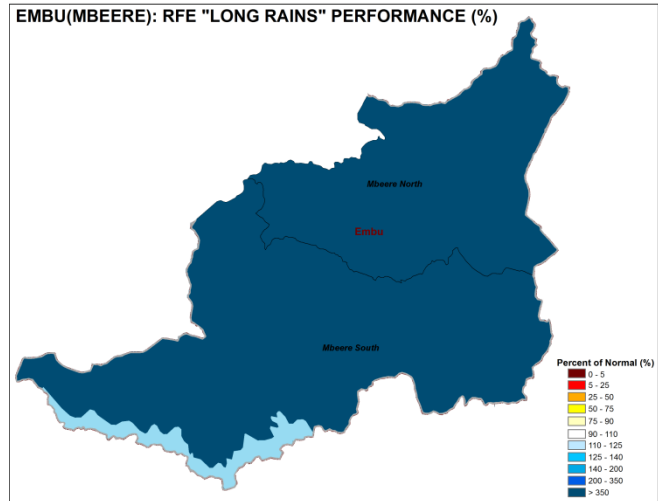 EMBU(MBEERE): RFE "LONG RAINS" PERFORMANCE (%)
Mbeere North
Embu
Mbeere South
Percent of Normal (%)
0 - 5
5 - 25
25 - 50
50 - 75
75 - 90
90 - 110
110 - 125
125 - 140
140 - 200
200 - 350
> 350